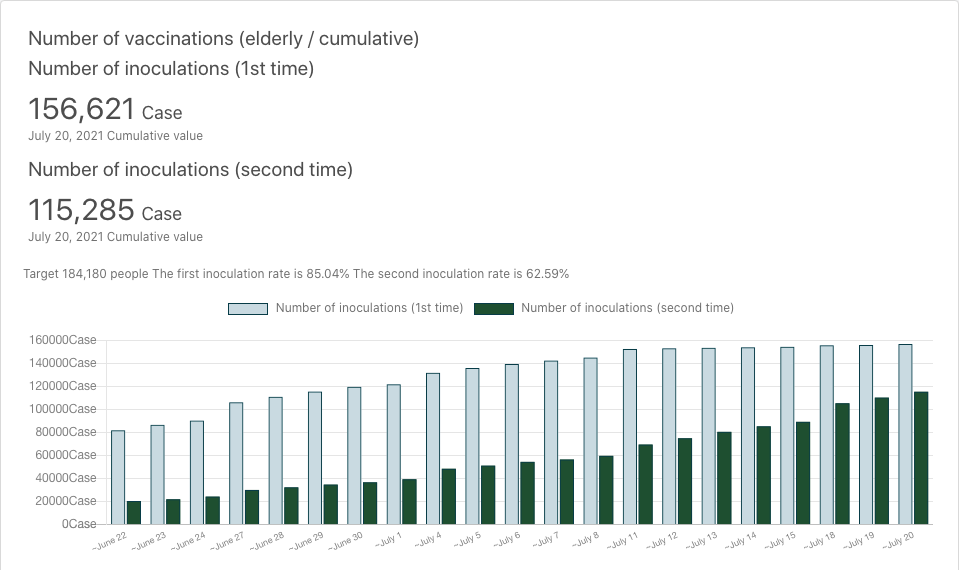 Number of vaccinations (elderly / cumulative)
Number of inoculations (1st time)
156,621 Case
July 20, 2021 Cumulative value
Number of inoculations (second time)
115,285 Case
July 20, 2021 Cumulative value
Target 184,180 people The first inoculation rate is 85.04% The second inoculation rate is 62.59%
Number of inoculations (1st time) Number of inoculations (second time)
160000Case
140000Case
120000Case
100000Case
80000Case
60000Case
40000Case
20000Case
0Case
~June 22 ~June 23 ~June 24 ~June 27 ~June 28 ~June 29 ~June 30 ~July 1 ~July 4 ~July 5 ~July 6 ~July 7 ~July 8 ~July 11 ~July 12 ~July 13 ~July 14 ~July 15 ~July 18 ~July 19 ~July 20